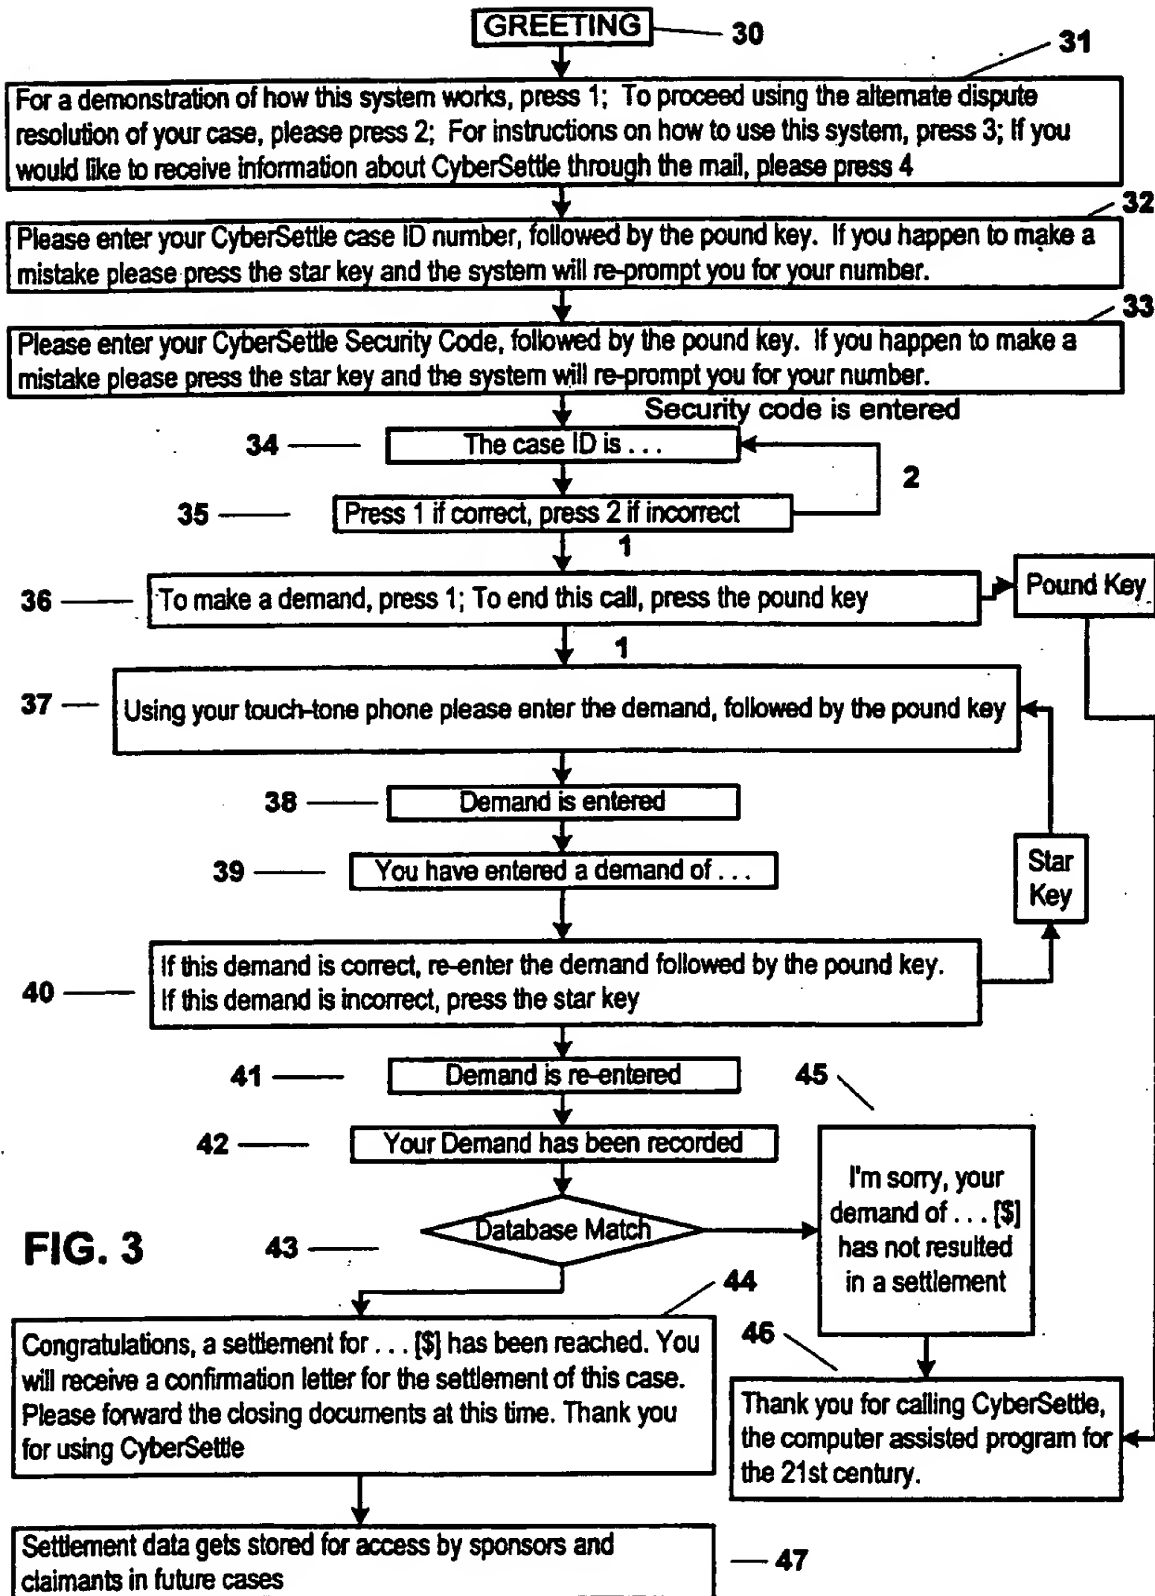 GREETING
30
31
For a demonstration of how this system works, press 1; To proceed using the alternate dispute
resolution of your case, please press 2; For instructions on how to use this system, press 3; If you
would like to receive information about CyberSettle through the mail, please press 4
32
Please enter your CyberSettle case ID number, followed by the pound key. If you happen to make a
mistake please press the star key and the system will re-prompt you for your number.
33
Please enter your CyberSettle Security Code, followed by the pound key. If you happen to make a
mistake please press the star key and the system will re-prompt you for your number.
Security code is entered
34
The case ID is . . .
2
35
Press 1 if correct, press 2 if incorrect
1
36
To make a demand, press 1; To end this call, press the pound key
Pound Key
1
37
Using your touch-tone phone please enter the demand, followed by the pound key
38
Demand is entered
39
You have entered a demand of . . .
Star
Key
40
If this demand is correct, re-enter the demand followed by the pound key.
If this demand is incorrect, press the star key
41
Demand is re-entered
45
42
Your Demand has been recorded
I'm sorry, your
demand of . . . [$]
has not resulted
in a settlement
FIG. 3
43
Database Match
44
Congratulations, a settlement for . . . [$] has been reached. You
will receive a confirmation letter for the settlement of this case.
Please forward the closing documents at this time. Thank you
for using CyberSettle
46
Thank you for calling CyberSettle,
the computer assisted program for
the 21st century.
Settlement data gets stored for access by sponsors and
claimants in future cases
47